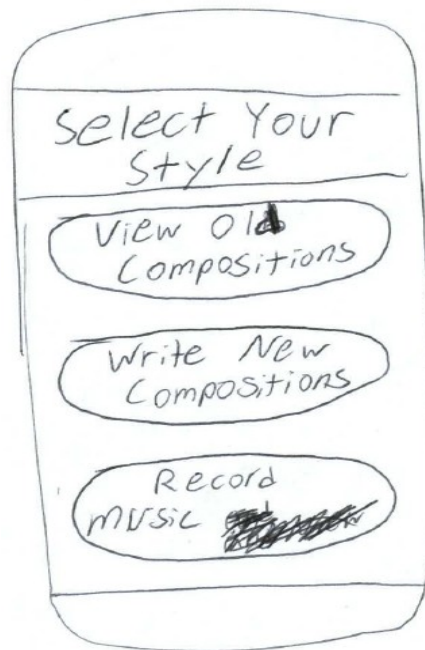 Select Your
Style
View Old
Compositions
Write New
Compositions
Record
music